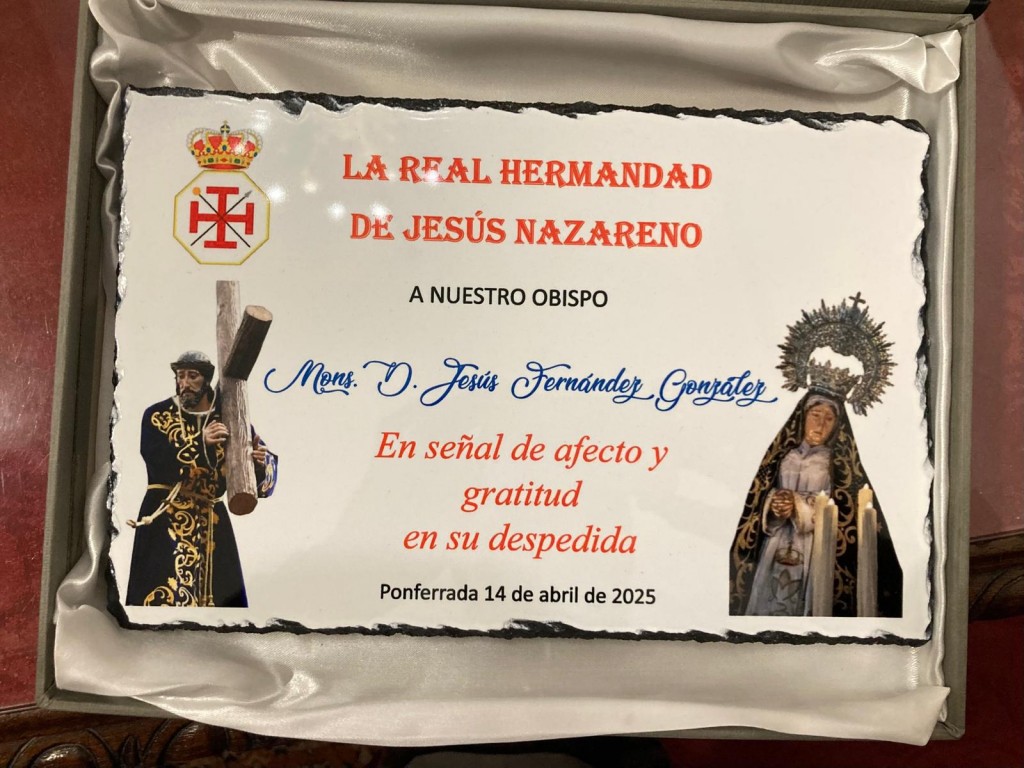 LA REAL HERMANDAD
DE JESÚS NAZARENO
A NUESTRO OBISPO
Mons. D. Jesús Fernández González
En señal de afecto y
gratitud
en su despedida
Ponferrada 14 de abril de 2025